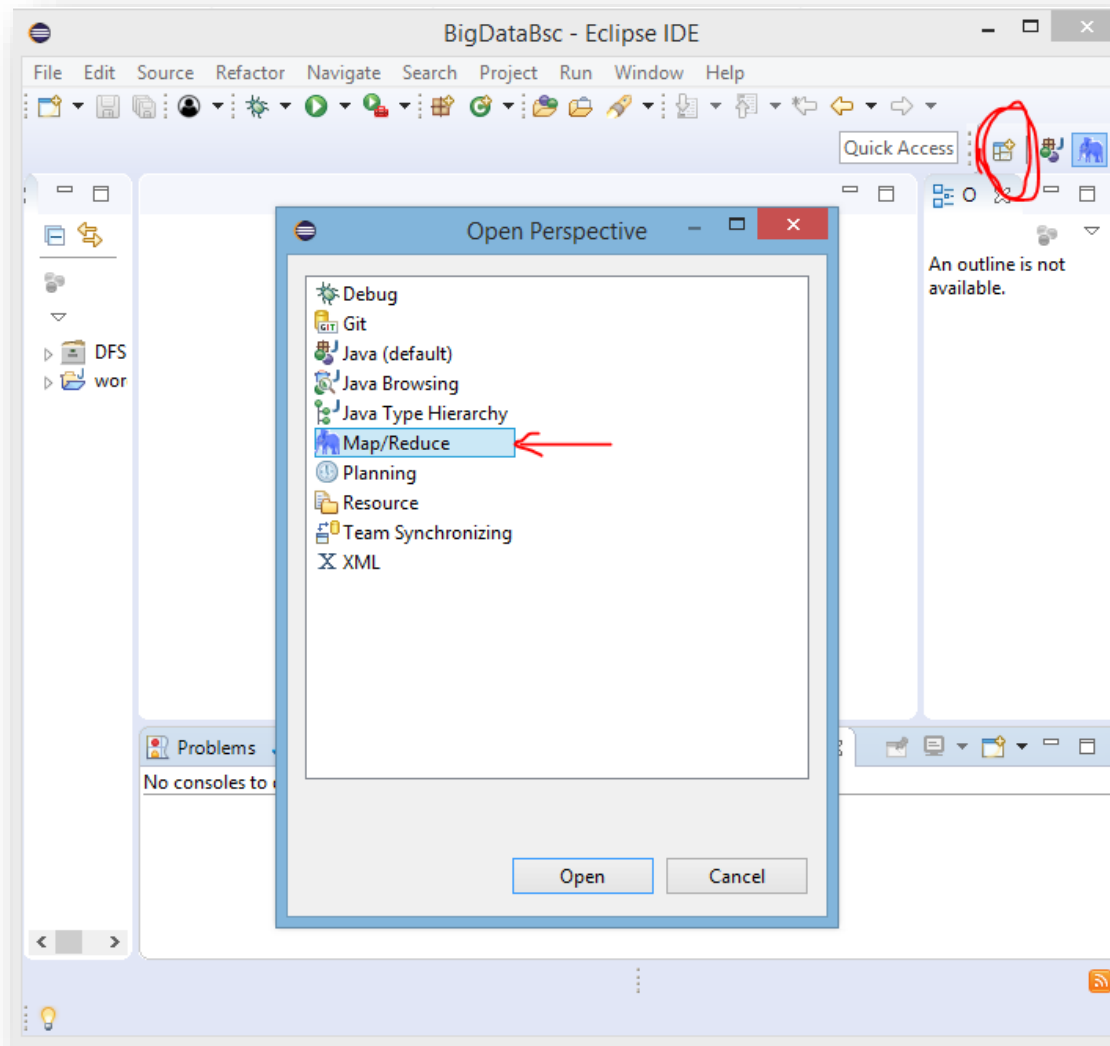 BigDataBsc - Eclipse IDE
File Edit Source Refactor Navigate Search Project Run Window Help
Quick Access
O
Open Perspective
An outline is not
available.
Debug
GIT Git
Java (default)
Java Browsing
Java Type Hierarchy
Map/Reduce
Planning
Resource
Team Synchronizing
X XML
DFS
wor
Problems
No consoles to
Open Cancel